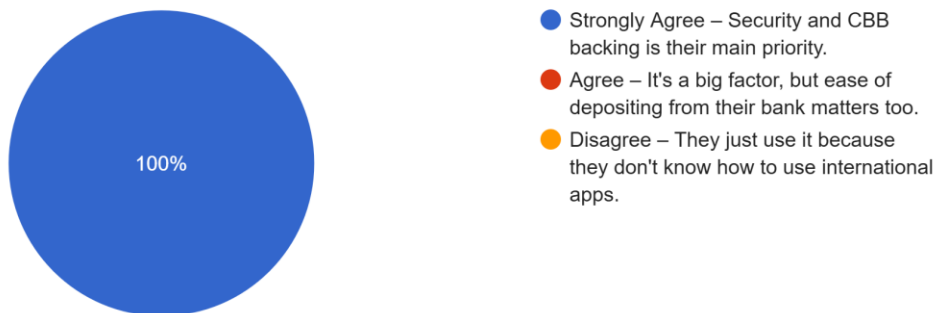 100%
Strongly Agree – Security and CBB
backing is their main priority.
Agree – It's a big factor, but ease of
depositing from their bank matters too.
Disagree – They just use it because
they don't know how to use international
apps.